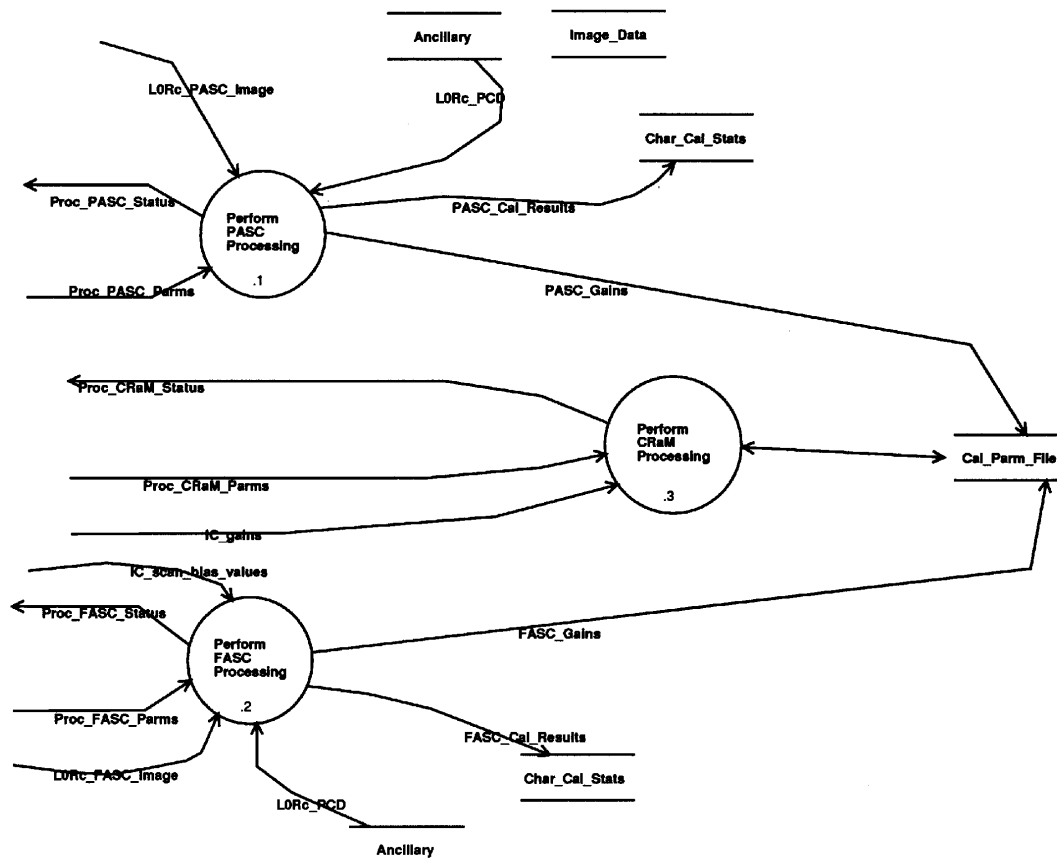 Ancillary
Image_Data
L0Rc_PASC_Image
L0Rc_PCD
Char_Cal_Stats
Proc_PASC_Status
PASC_Cal_Results
Perform
PASC
Processing
.1
Proc_PASC_Parms
PASC_Gains
Proc_CRaM_Status
Perform
CRaM
Processing
.3
Cal_Parm_File
Proc_CRaM_Parms
IC_gains
IC_scan_bias_values
Proc_FASC_Status
FASC_Gains
Perform
FASC
Processing
.2
Proc_FASC_Parms
FASC_Cal_Results
L0Rc_FASC_Image
Char_Cal_Stats
L0Rc_PCD
Ancillary